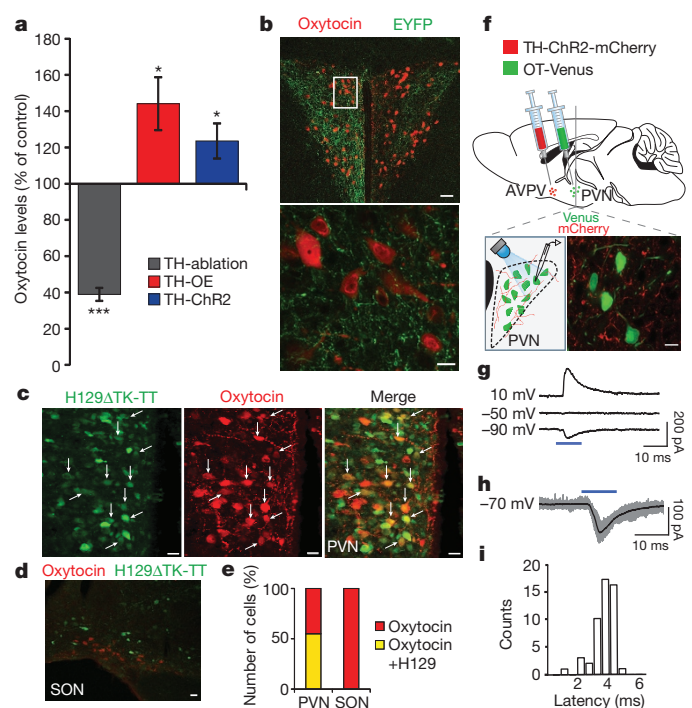 a
Oxytocin levels (% of control)
180
160
140
120
100
80
60
40
20
0
*
*
***
TH-ablation
TH-OE
TH-ChR2
b
Oxytocin EYFP
c
H129ΔTK-TT
Oxytocin
Merge
PVN
d
Oxytocin H129ΔTK-TT
SON
e
Number of cells (%)
100
50
0
PVN SON
Oxytocin
Oxytocin
+H129
f
TH-ChR2-mCherry
OT-Venus
AVPV
PVN
Venus
mCherry
PVN
g
10 mV
–50 mV
–90 mV
200 pA
10 ms
h
–70 mV
100 pA
10 ms
i
Counts
20
15
10
5
0
2 4 6
Latency (ms)